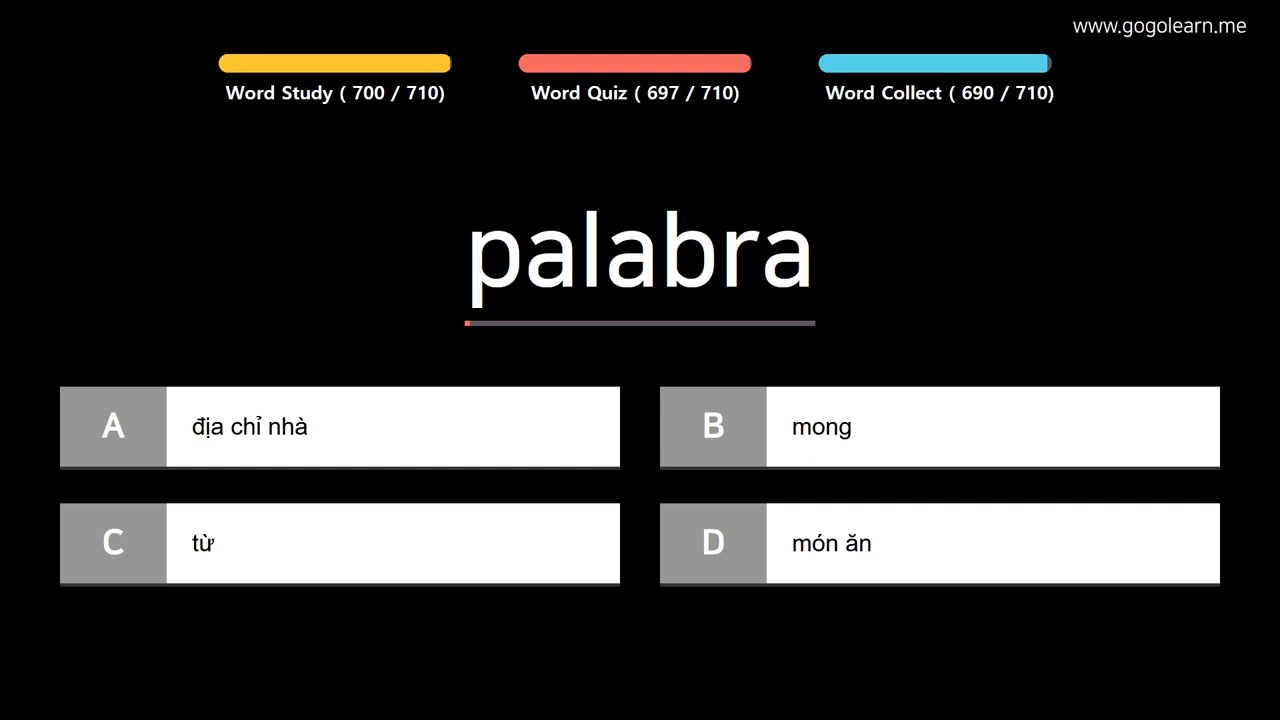 www.gogolearn.me
Word Study ( 700 / 710)
Word Quiz ( 697 / 710)
Word Collect ( 690 / 710)
palabra
A địa chỉ nhà
B mong
C từ
D món ăn